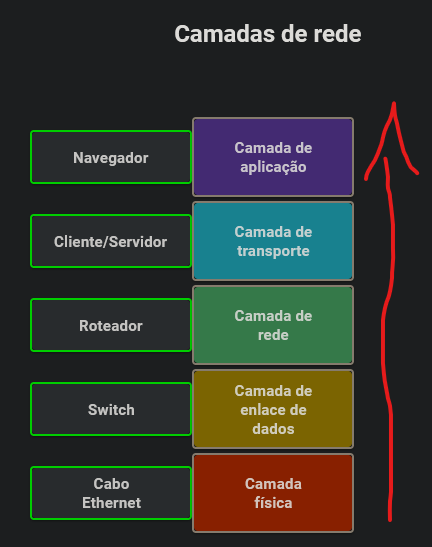 Camadas de rede
Navegador
Camada de
aplicação
Cliente/Servidor
Camada de
transporte
Roteador
Camada de
rede
Switch
Camada de
enlace de
dados
Cabo
Ethernet
Camada
física